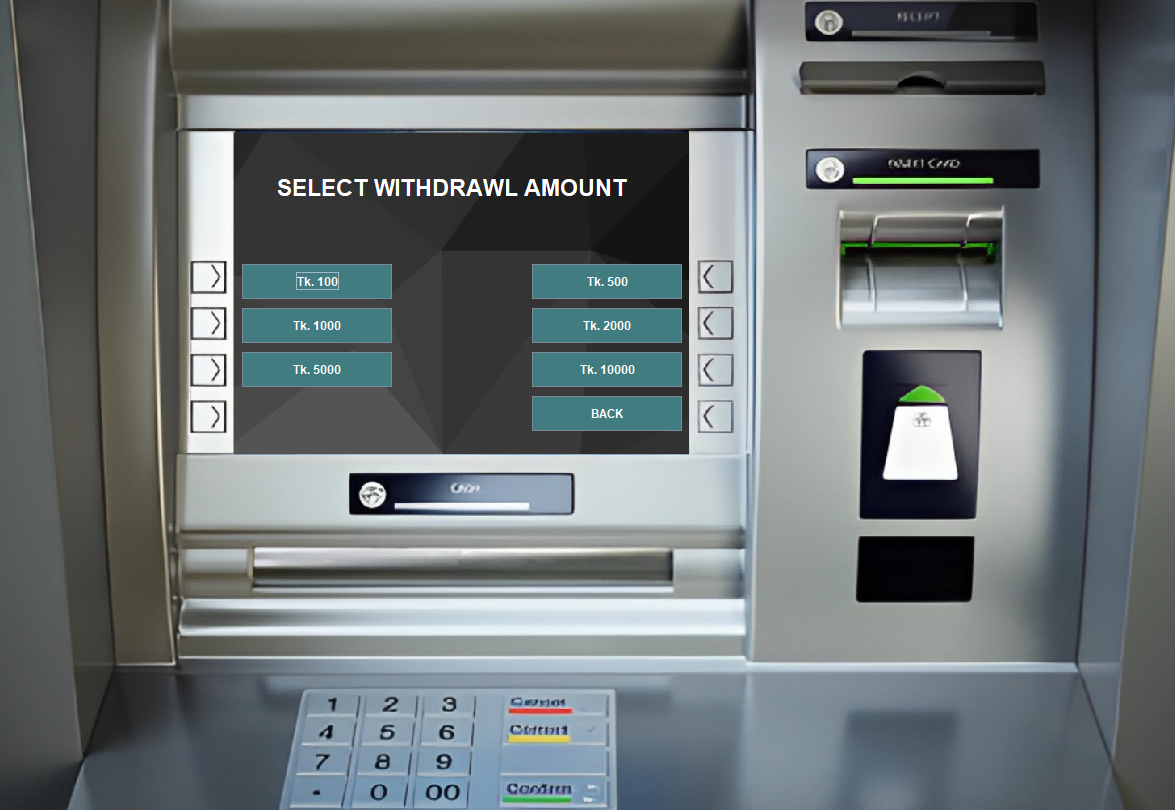 SELECT WITHDRAWL AMOUNT
Tk. 100
Tk. 500
Tk. 1000
Tk. 2000
Tk. 5000
Tk. 10000
BACK
1 2 3
4 5 6
7 8 9
0 00
Confirm